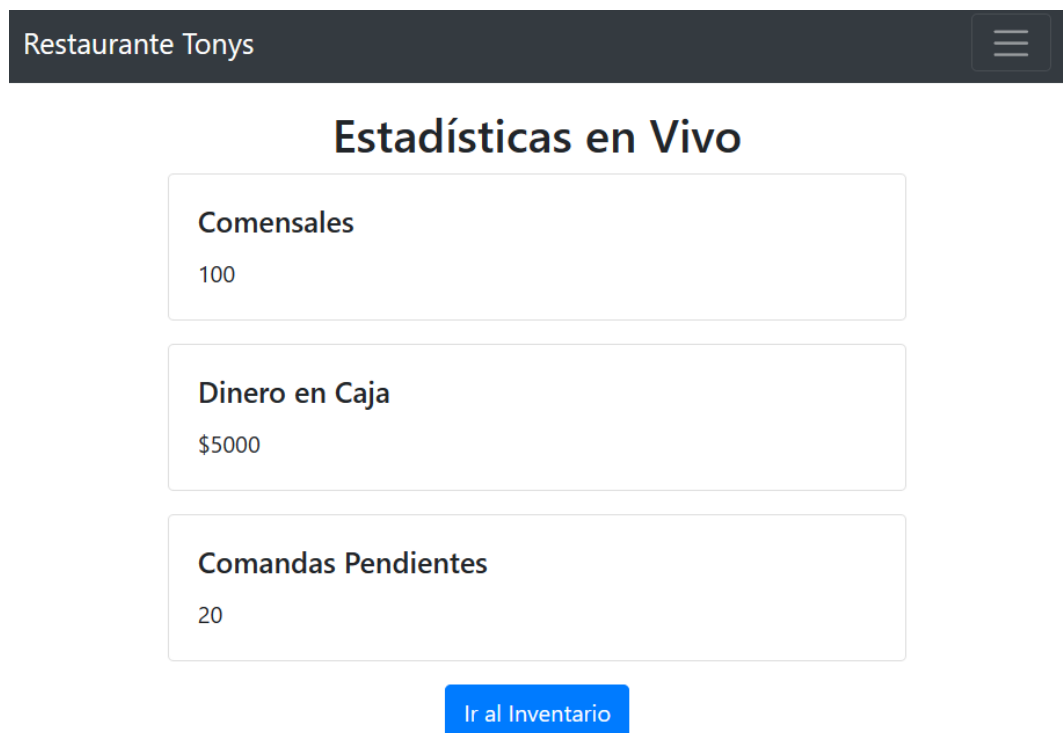 Restaurante Tonys
Estadísticas en Vivo
Comensales
100
Dinero en Caja
$5000
Comandas Pendientes
20
Ir al Inventario